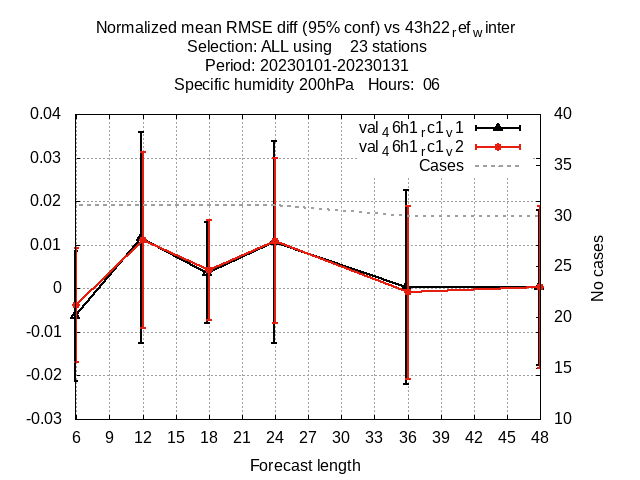 Normalized mean RMSE diff (95% conf) vs 43h22refwinter
Selection: ALL using 23 stations
Period: 20230101-20230131
Specific humidity 200hPa Hours: 06
val46h1rc1v1
val46h1rc1v2
Cases
0.04
0.03
0.02
0.01
0
-0.01
-0.02
-0.03
40
35
30
25
20
15
10
No cases
6 9 12 15 18 21 24 27 30 33 36 39 42 45 48
Forecast length